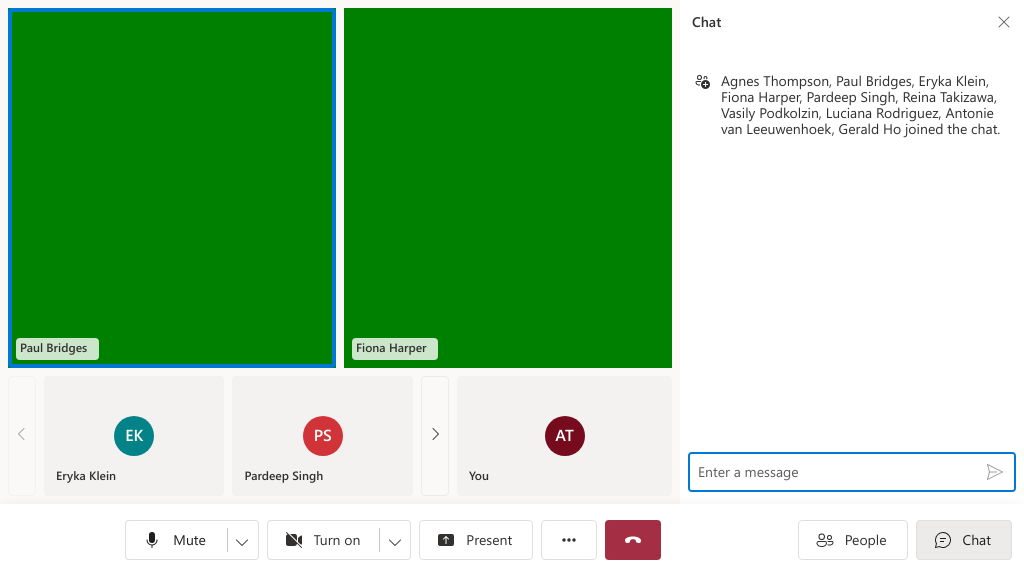 Paul Bridges
Fiona Harper
EK
Eryka Klein
PS
Pardeep Singh
AT
You
Chat
Agnes Thompson, Paul Bridges, Eryka Klein,
Fiona Harper, Pardeep Singh, Reina Takizawa,
Vasily Podkolzin, Luciana Rodriguez, Antonie
van Leeuwenhoek, Gerald Ho joined the chat.
Enter a message
Mute
Turn on
Present
People
Chat